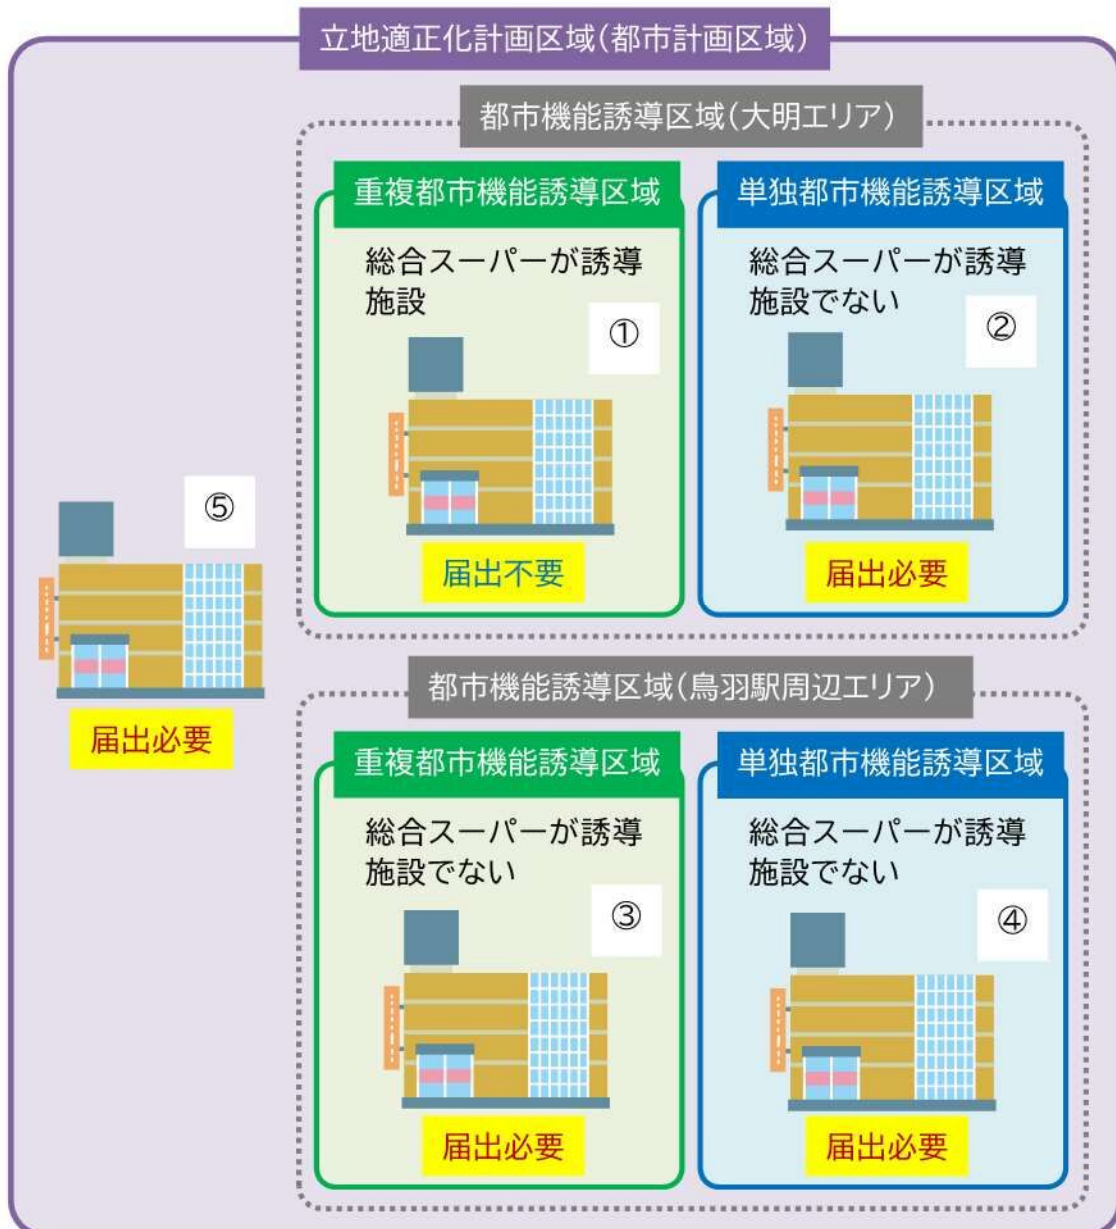 立地適正化計画区域(都市計画区域)
都市機能誘導区域(大明エリア)
重複都市機能誘導区域
総合スーパーが誘導
施設
①
届出不要
単独都市機能誘導区域
総合スーパーが誘導
施設でない
②
届出必要
⑤
届出必要
都市機能誘導区域(鳥羽駅周辺エリア)
重複都市機能誘導区域
総合スーパーが誘導
施設でない
③
届出必要
単独都市機能誘導区域
総合スーパーが誘導
施設でない
④
届出必要